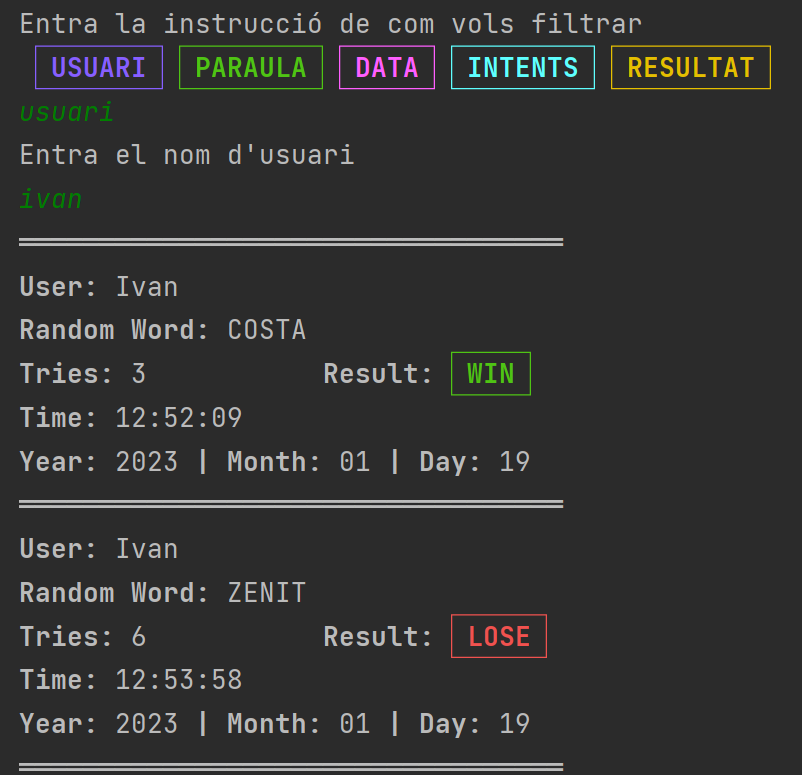 Entra la instrucció de com vols filtrar
USUARI PARAULA DATA INTENTS RESULTAT
usuari
Entra el nom d'usuari
ivan
User: Ivan
Random Word: COSTA
Tries: 3 Result: WIN
Time: 12:52:09
Year: 2023 | Month: 01 | Day: 19
User: Ivan
Random Word: ZENIT
Tries: 6 Result: LOSE
Time: 12:53:58
Year: 2023 | Month: 01 | Day: 19